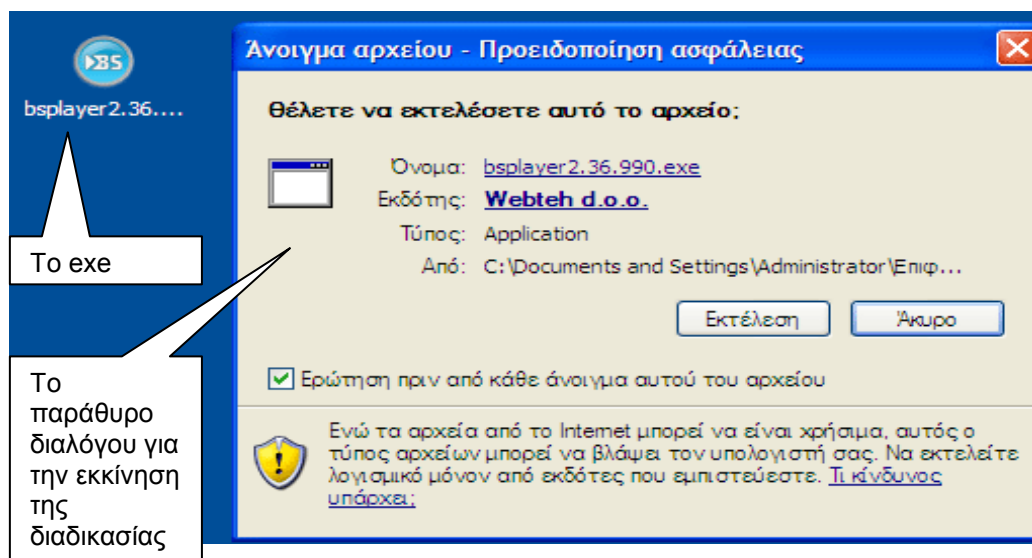 BS
bsplayer2.36....
Το exe
Το
παράθυρο
διαλόγου για
την εκκίνηση
της
διαδικασίας
Άνοιγμα αρχείου - Προειδοποίηση ασφάλειας
Θέλετε να εκτελέσετε αυτό το αρχείο;
Όνομα: bsplayer2.36.990.exe
Εκδότης: Webteh d.o.o.
Τύπος: Application
Από: C:\Documents and Settings\Administrator\Επιφ...
Εκτέλεση Άκυρο
Ερώτηση πριν από κάθε άνοιγμα αυτού του αρχείου
Ενώ τα αρχεία από το Internet μπορεί να είναι χρήσιμα, αυτός ο
τύπος αρχείων μπορεί να βλάψει τον υπολογιστή σας. Να εκτελείτε
λογισμικό μόνον από εκδότες που εμπιστεύεστε. Τι κίνδυνος
υπάρχει;